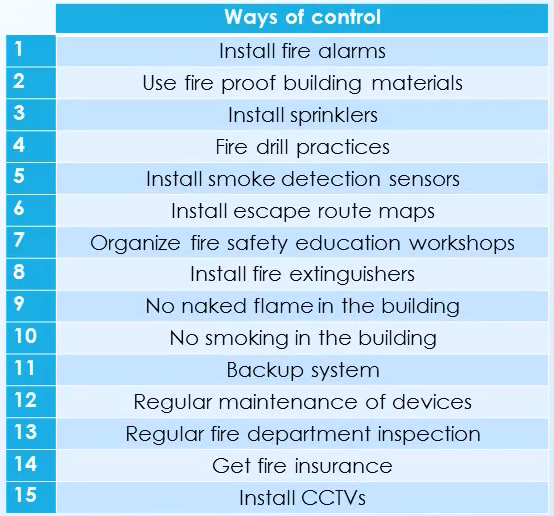 Ways of control
1 Install fire alarms
2 Use fire proof building materials
3 Install sprinklers
4 Fire drill practices
5 Install smoke detection sensors
6 Install escape route maps
7 Organize fire safety education workshops
8 Install fire extinguishers
9 No naked flame in the building
10 No smoking in the building
11 Backup system
12 Regular maintenance of devices
13 Regular fire department inspection
14 Get fire insurance
15 Install CCTVs